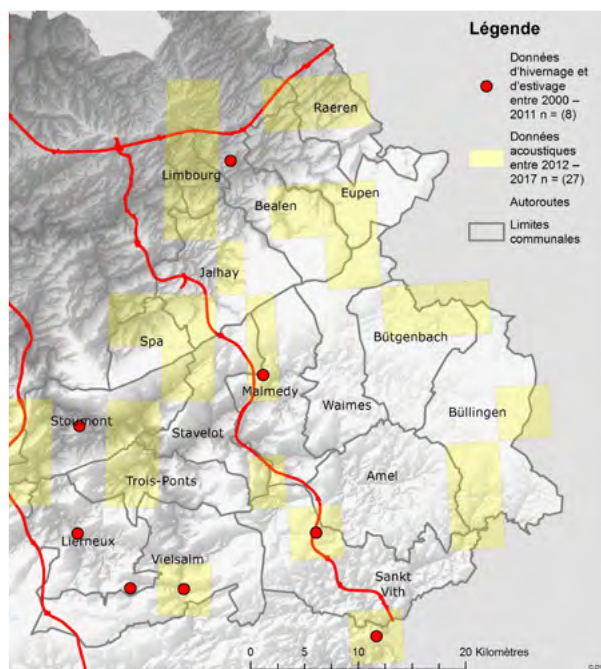 Légende
Données
d'hivernage et
d'estivage
entre 2000 –
2011 n = (8)
Données
acoustiques
entre 2012 –
2017 n = (27)
Autoroutes
Limites
communales
Raeren
Limbourg
Eupen
Bealen
Jalhay
Spa
Bütgenbach
Malmedy
Waimes
Büllingen
Stoumont
Stavelot
Trois-Ponts
Amel
Lierneux
Vielsalm
Sankt
Vith
0 5 10 20 Kilomètres